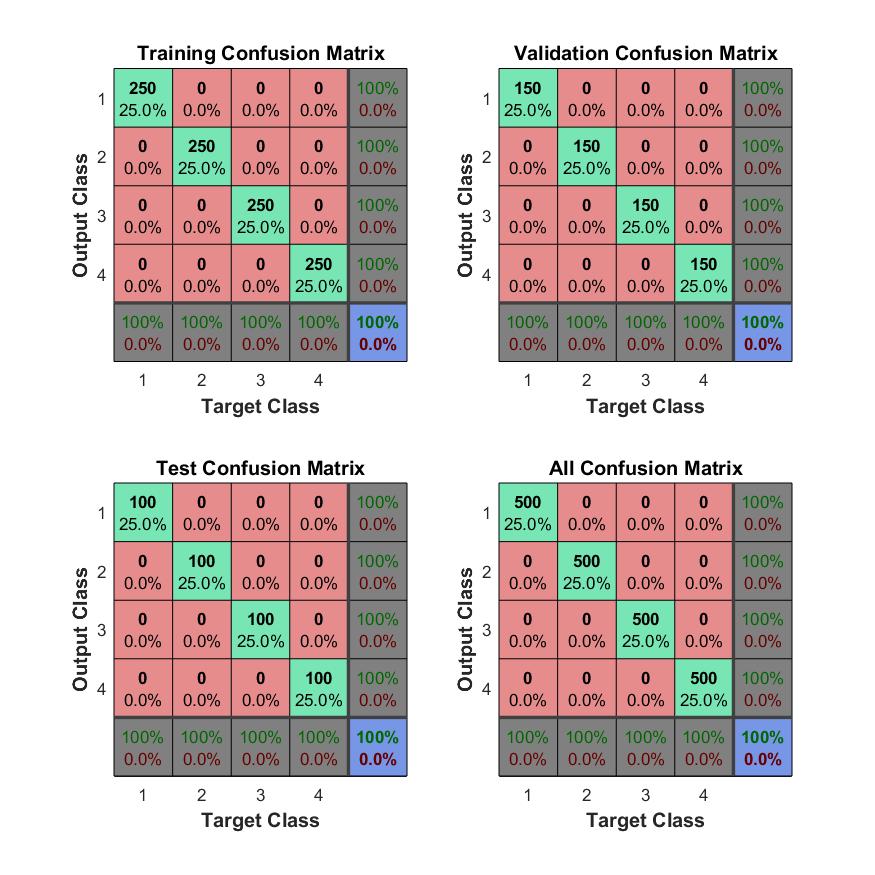 Training Confusion Matrix
Output Class
1 250 0 0 0 100%
25.0% 0.0% 0.0% 0.0% 0.0%
2 0 250 0 0 100%
0.0% 25.0% 0.0% 0.0% 0.0%
3 0 0 250 0 100%
0.0% 0.0% 25.0% 0.0% 0.0%
4 0 0 0 250 100%
0.0% 0.0% 0.0% 25.0% 0.0%
100% 100% 100% 100% 100%
0.0% 0.0% 0.0% 0.0% 0.0%
1 2 3 4
Target Class
Validation Confusion Matrix
Output Class
1 150 0 0 0 100%
25.0% 0.0% 0.0% 0.0% 0.0%
2 0 150 0 0 100%
0.0% 25.0% 0.0% 0.0% 0.0%
3 0 0 150 0 100%
0.0% 0.0% 25.0% 0.0% 0.0%
4 0 0 0 150 100%
0.0% 0.0% 0.0% 25.0% 0.0%
100% 100% 100% 100% 100%
0.0% 0.0% 0.0% 0.0% 0.0%
1 2 3 4
Target Class
Test Confusion Matrix
Output Class
1 100 0 0 0 100%
25.0% 0.0% 0.0% 0.0% 0.0%
2 0 100 0 0 100%
0.0% 25.0% 0.0% 0.0% 0.0%
3 0 0 100 0 100%
0.0% 0.0% 25.0% 0.0% 0.0%
4 0 0 0 100 100%
0.0% 0.0% 0.0% 25.0% 0.0%
100% 100% 100% 100% 100%
0.0% 0.0% 0.0% 0.0% 0.0%
1 2 3 4
Target Class
All Confusion Matrix
Output Class
1 500 0 0 0 100%
25.0% 0.0% 0.0% 0.0% 0.0%
2 0 500 0 0 100%
0.0% 25.0% 0.0% 0.0% 0.0%
3 0 0 500 0 100%
0.0% 0.0% 25.0% 0.0% 0.0%
4 0 0 0 500 100%
0.0% 0.0% 0.0% 25.0% 0.0%
100% 100% 100% 100% 100%
0.0% 0.0% 0.0% 0.0% 0.0%
1 2 3 4
Target Class